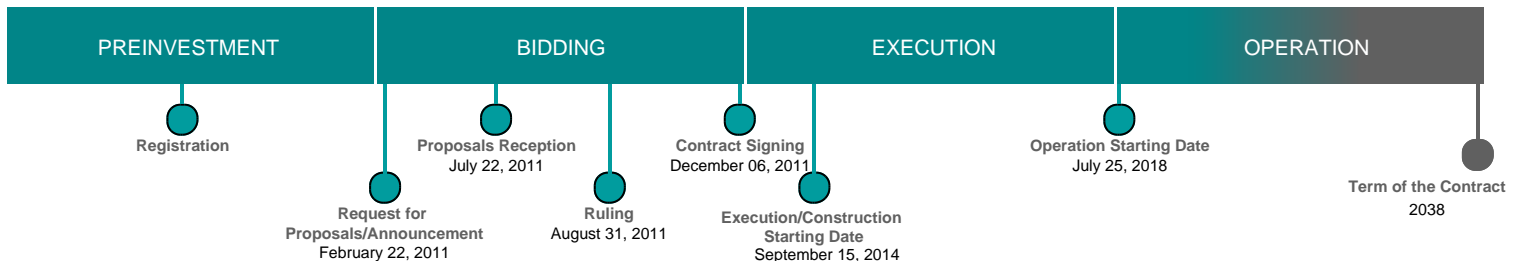 PREINVESTMENT
BIDDING
EXECUTION
OPERATION
Registration
Request for
Proposals/Announcement
February 22, 2011
Proposals Reception
July 22, 2011
Ruling
August 31, 2011
Contract Signing
December 06, 2011
Execution/Construction
Starting Date
September 15, 2014
Operation Starting Date
July 25, 2018
Term of the Contract
2038